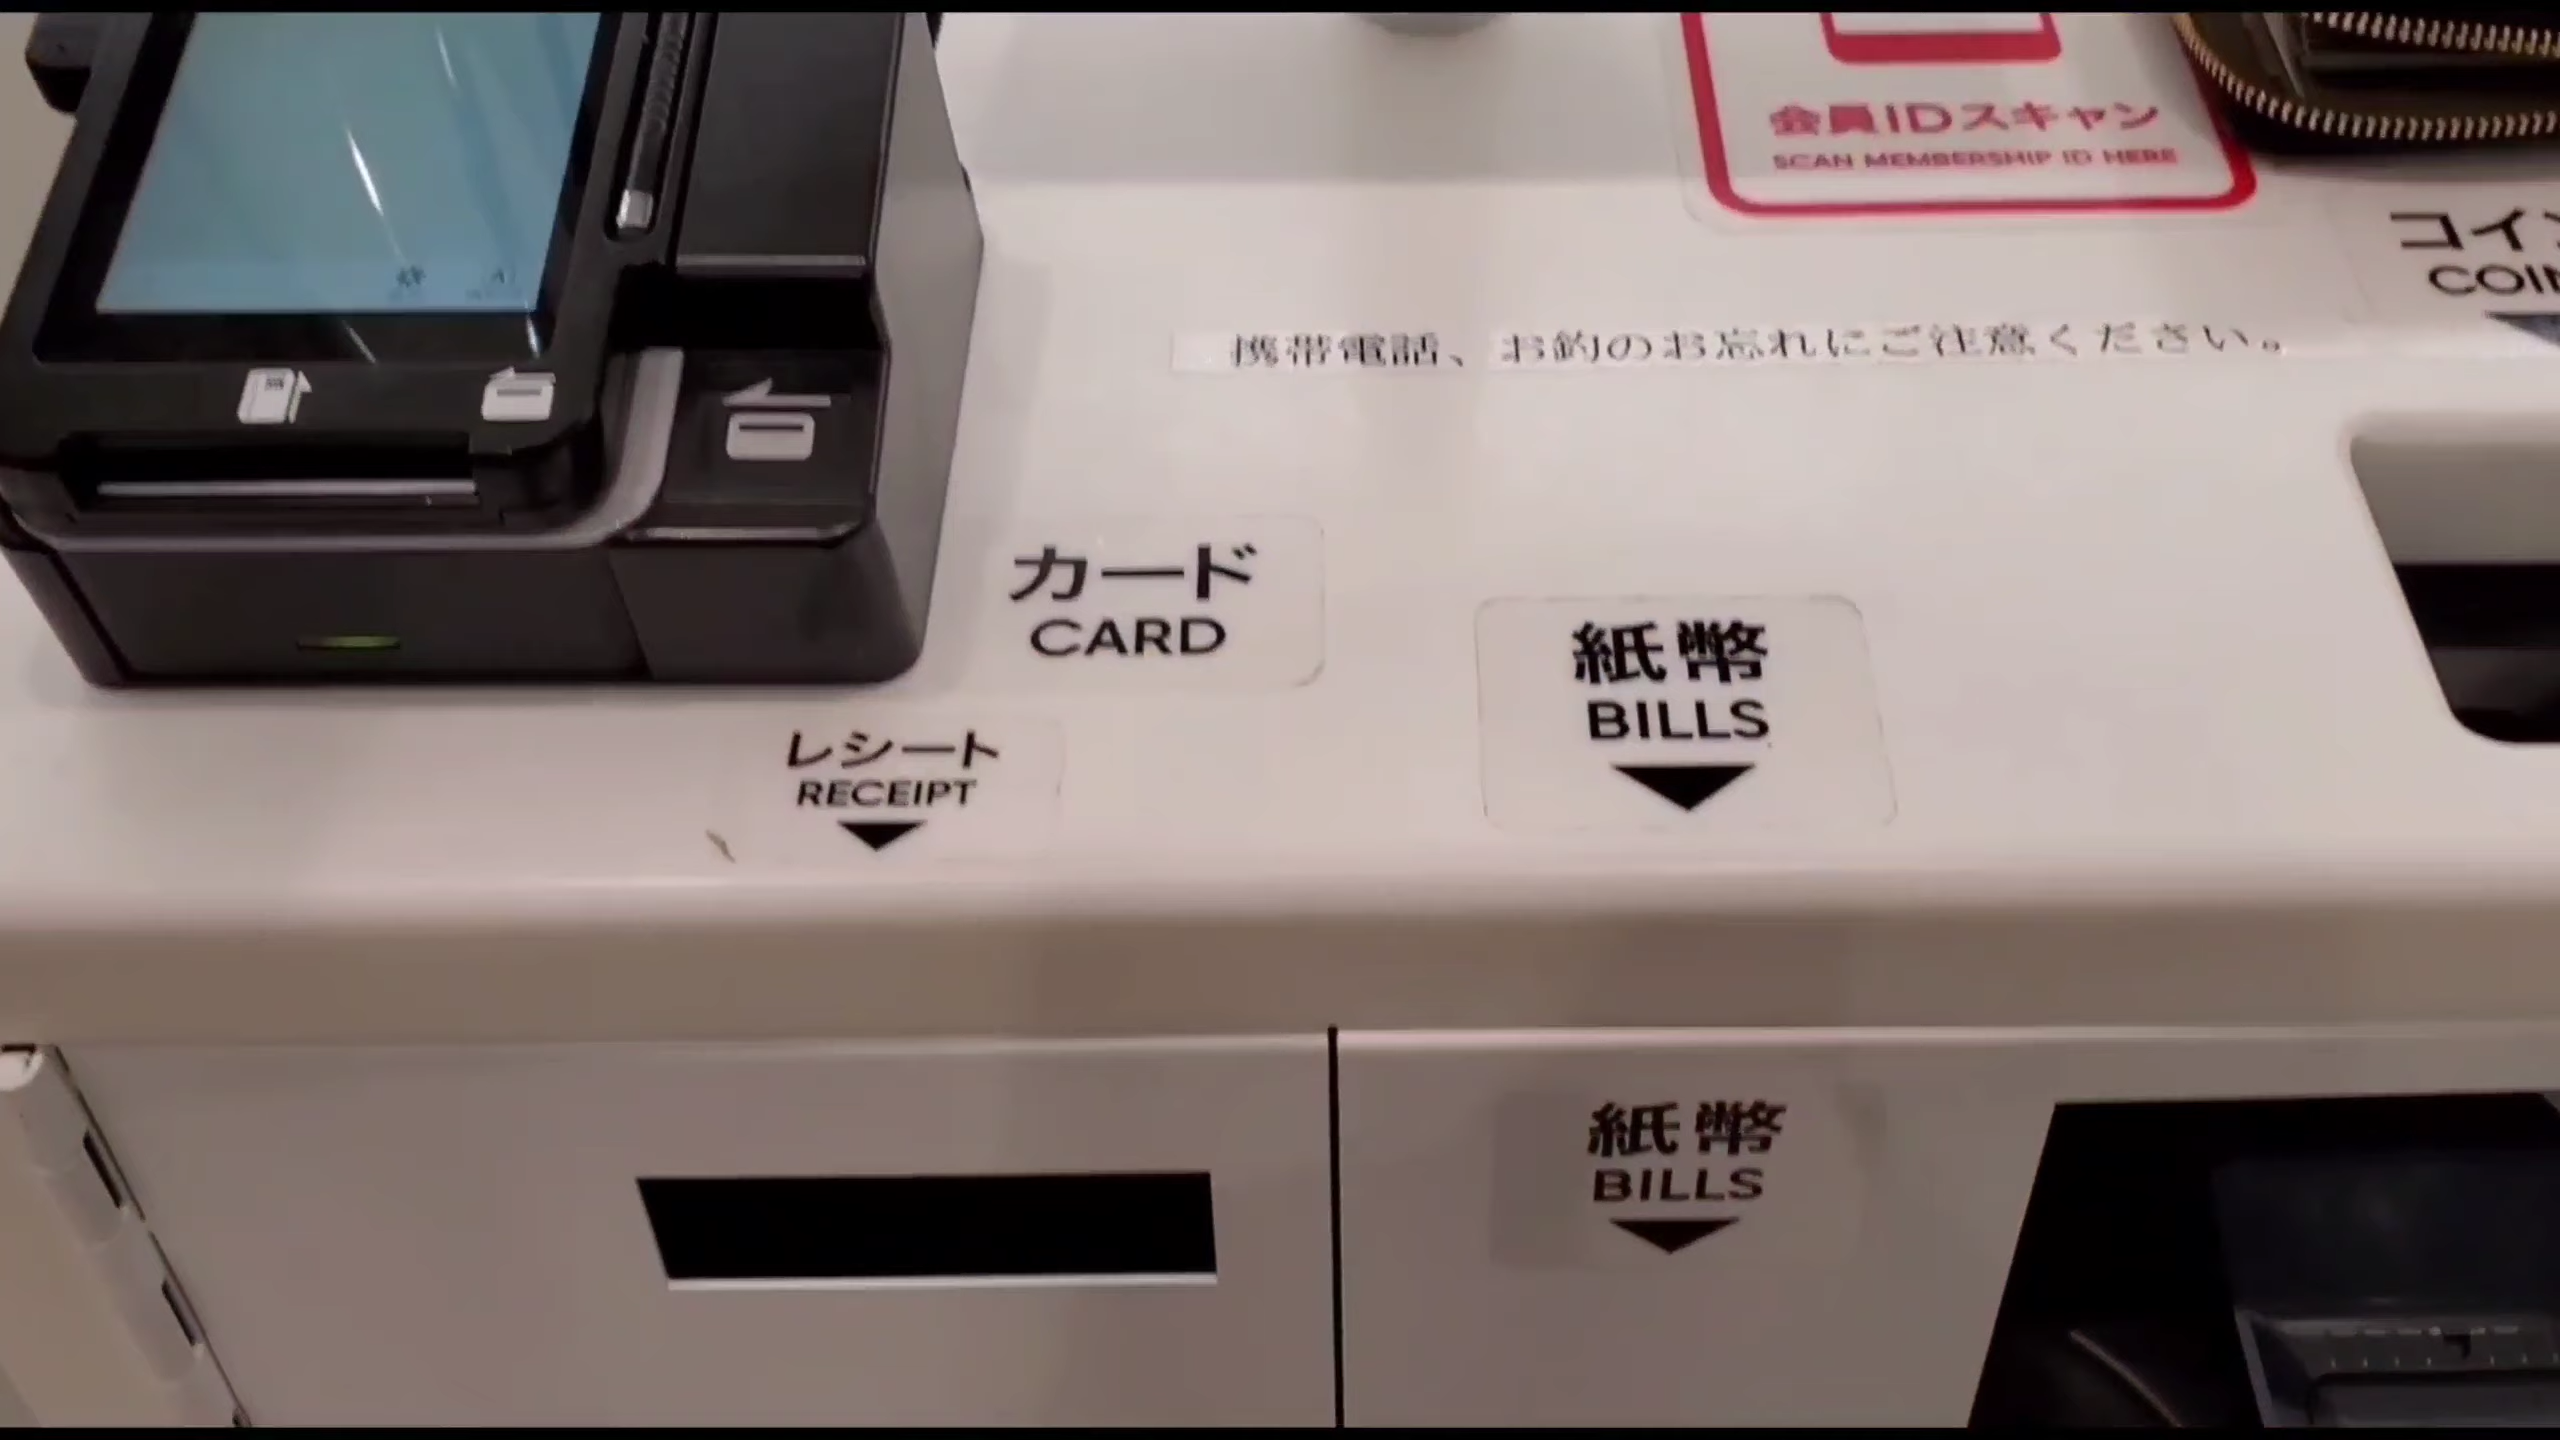 会員IDスキャン
SCAN MEMBERSHIP ID HERE
コイン
COIN
携帯電話、お釣のお忘れにご注意ください。
カード
CARD
紙幣
BILLS
レシート
RECEIPT
紙幣
BILLS